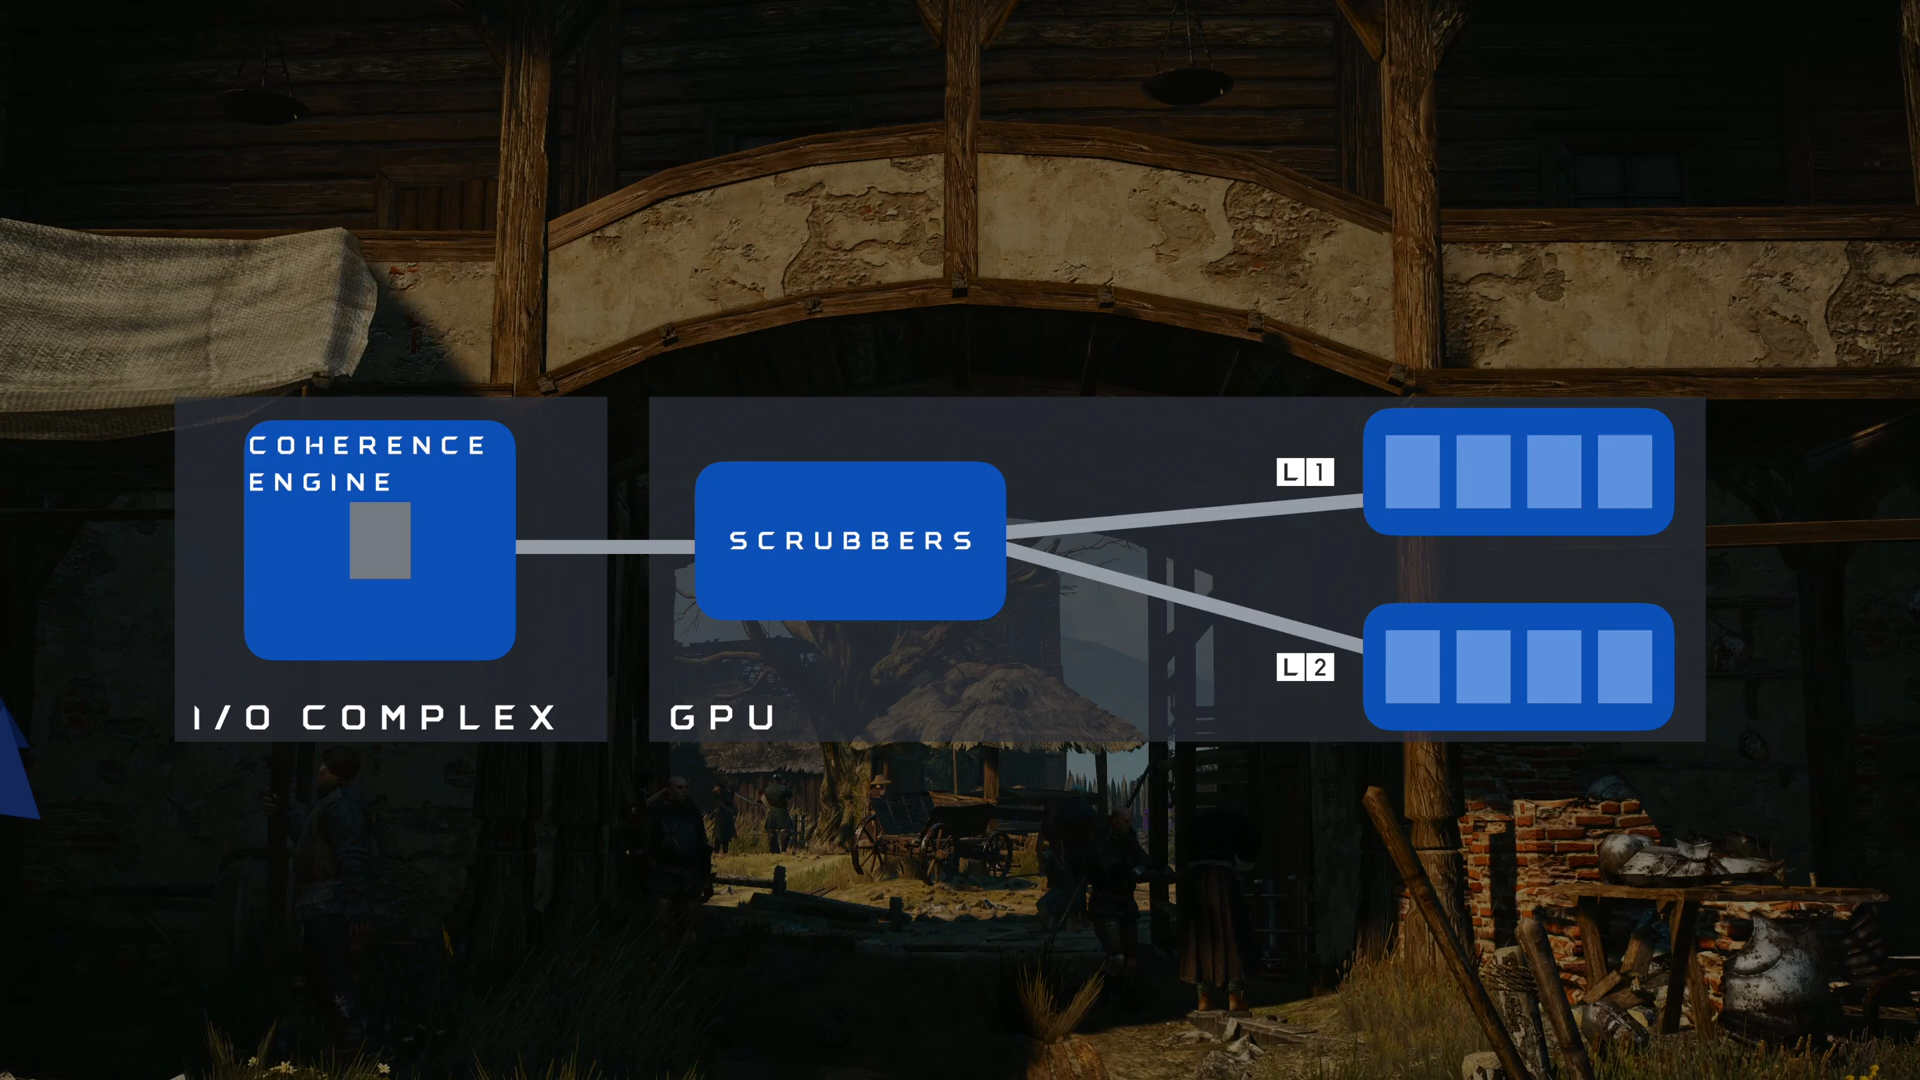 COHERENCE
ENGINE
SCRUBBERS
L1
L2
I/O COMPLEX
GPU